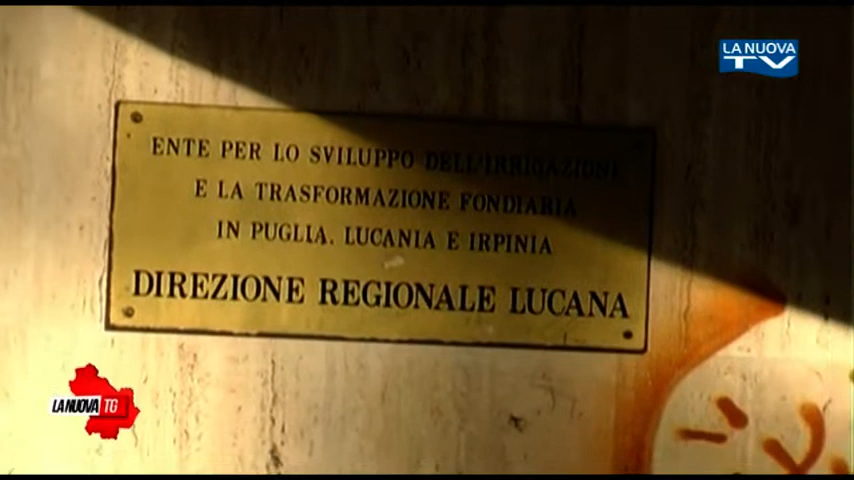 LA NUOVA
TV
ENTE PER LO SVILUPPO DELL'IRRIGAZIONE
E LA TRASFORMAZIONE FONDIARIA
IN PUGLIA. LUCANIA E IRPINIA
DIREZIONE REGIONALE LUCANA
LA NUOVA TG